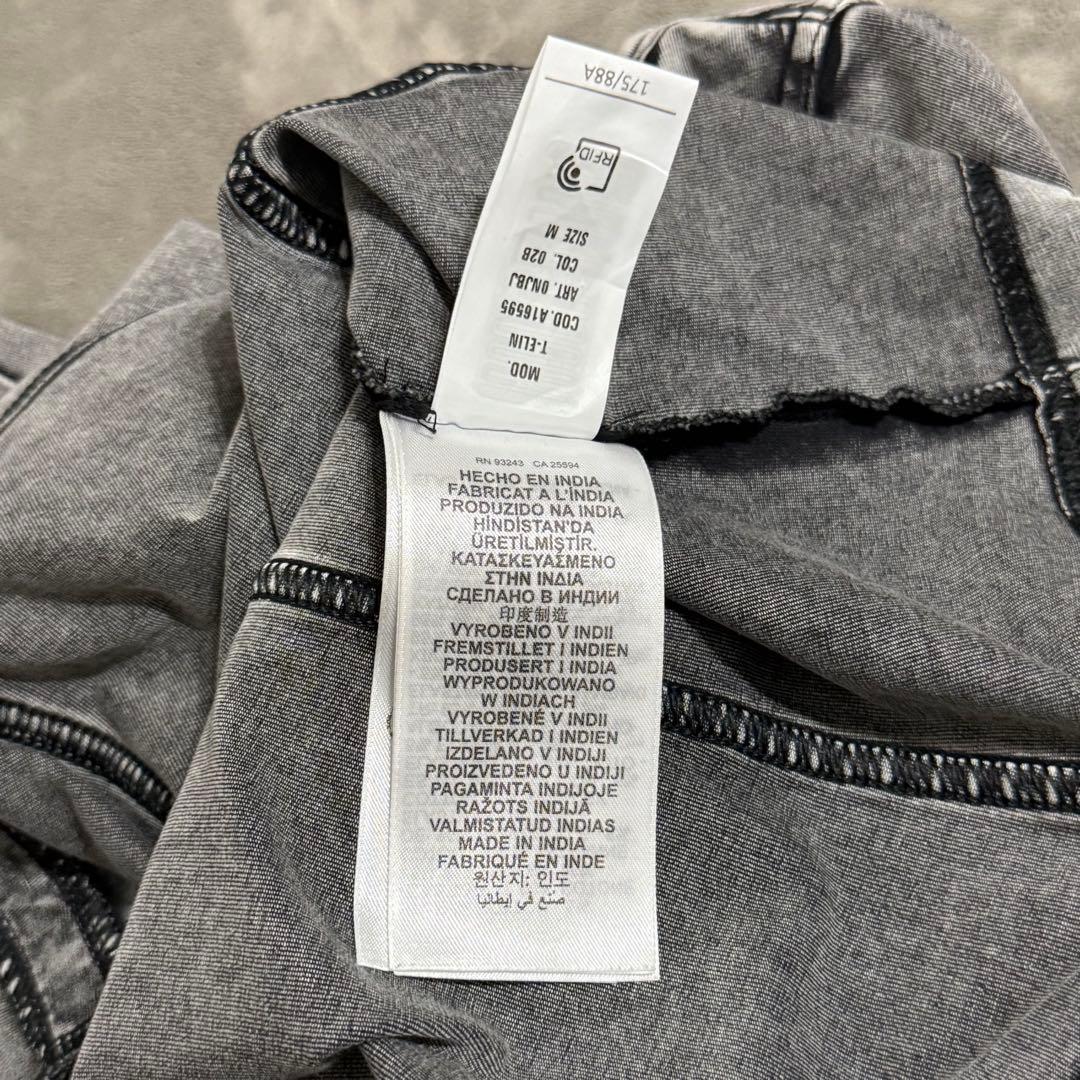 MOD.
T-ELIN
COD. A16595
ART. 0NJBJ
COL. 02B
SIZE M
RFID
175/88A
RN 93243 CA 25594
HECHO EN INDIA
FABRICAT A L'ÍNDIA
PRODUZIDO NA INDIA
HİNDİSTAN'DA
ÜRETİLMİŞTİR.
ΚΑΤΑΣΚΕΥΑΣΜΕΝΟ
ΣΤΗΝ ΙΝΔΙΑ
СДЕЛАНО В ИНДИИ
印度制造
VYROBENO V INDII
FREMSTILLET I INDIEN
PRODUSERT I INDIA
WYPRODUKOWANO
W INDIACH
VYROBENÉ V INDII
TILLVERKAD I INDIEN
IZDELANO V INDIJI
PROIZVEDENO U INDIJI
PAGAMINTA INDIJOJE
RAŽOTS INDIJĀ
VALMISTATUD INDIAS
MADE IN INDIA
FABRIQUÉ EN INDE
원산지: 인도
صُنع في إيطانيا